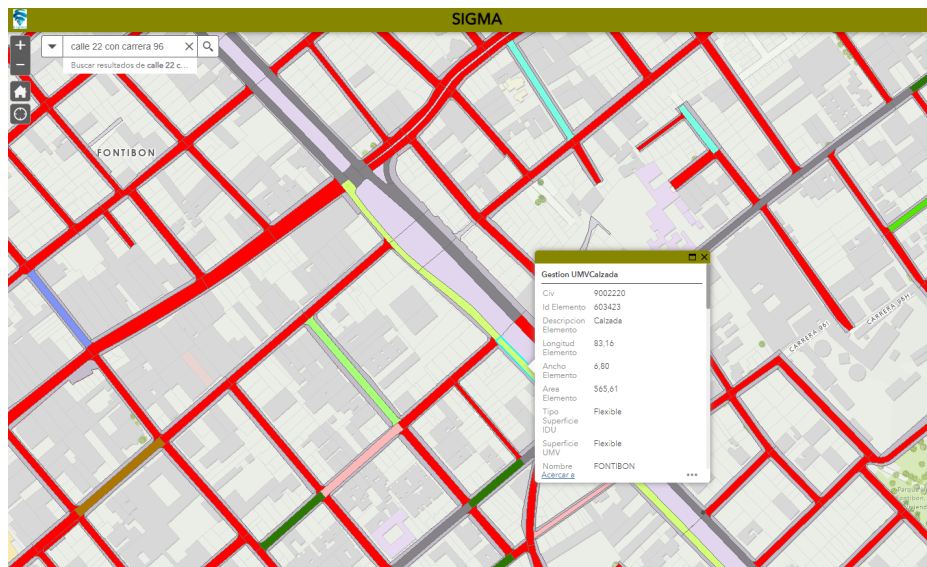 SIGMA
calle 22 con carrera 96
Buscar resultados de calle 22 c...
FONTIBON
Gestion UMVCalzada
Civ 9002220
Id Elemento 603423
Descripcion Calzada
Elemento
Longitud 83,16
Elemento
Ancho 6,80
Elemento
Area 565,61
Elemento
Tipo Flexible
Superficie
IDU
Superficie Flexible
UMV
Nombre FONTIBON
Acercar a
CARRERA 96I
CARRERA 96H